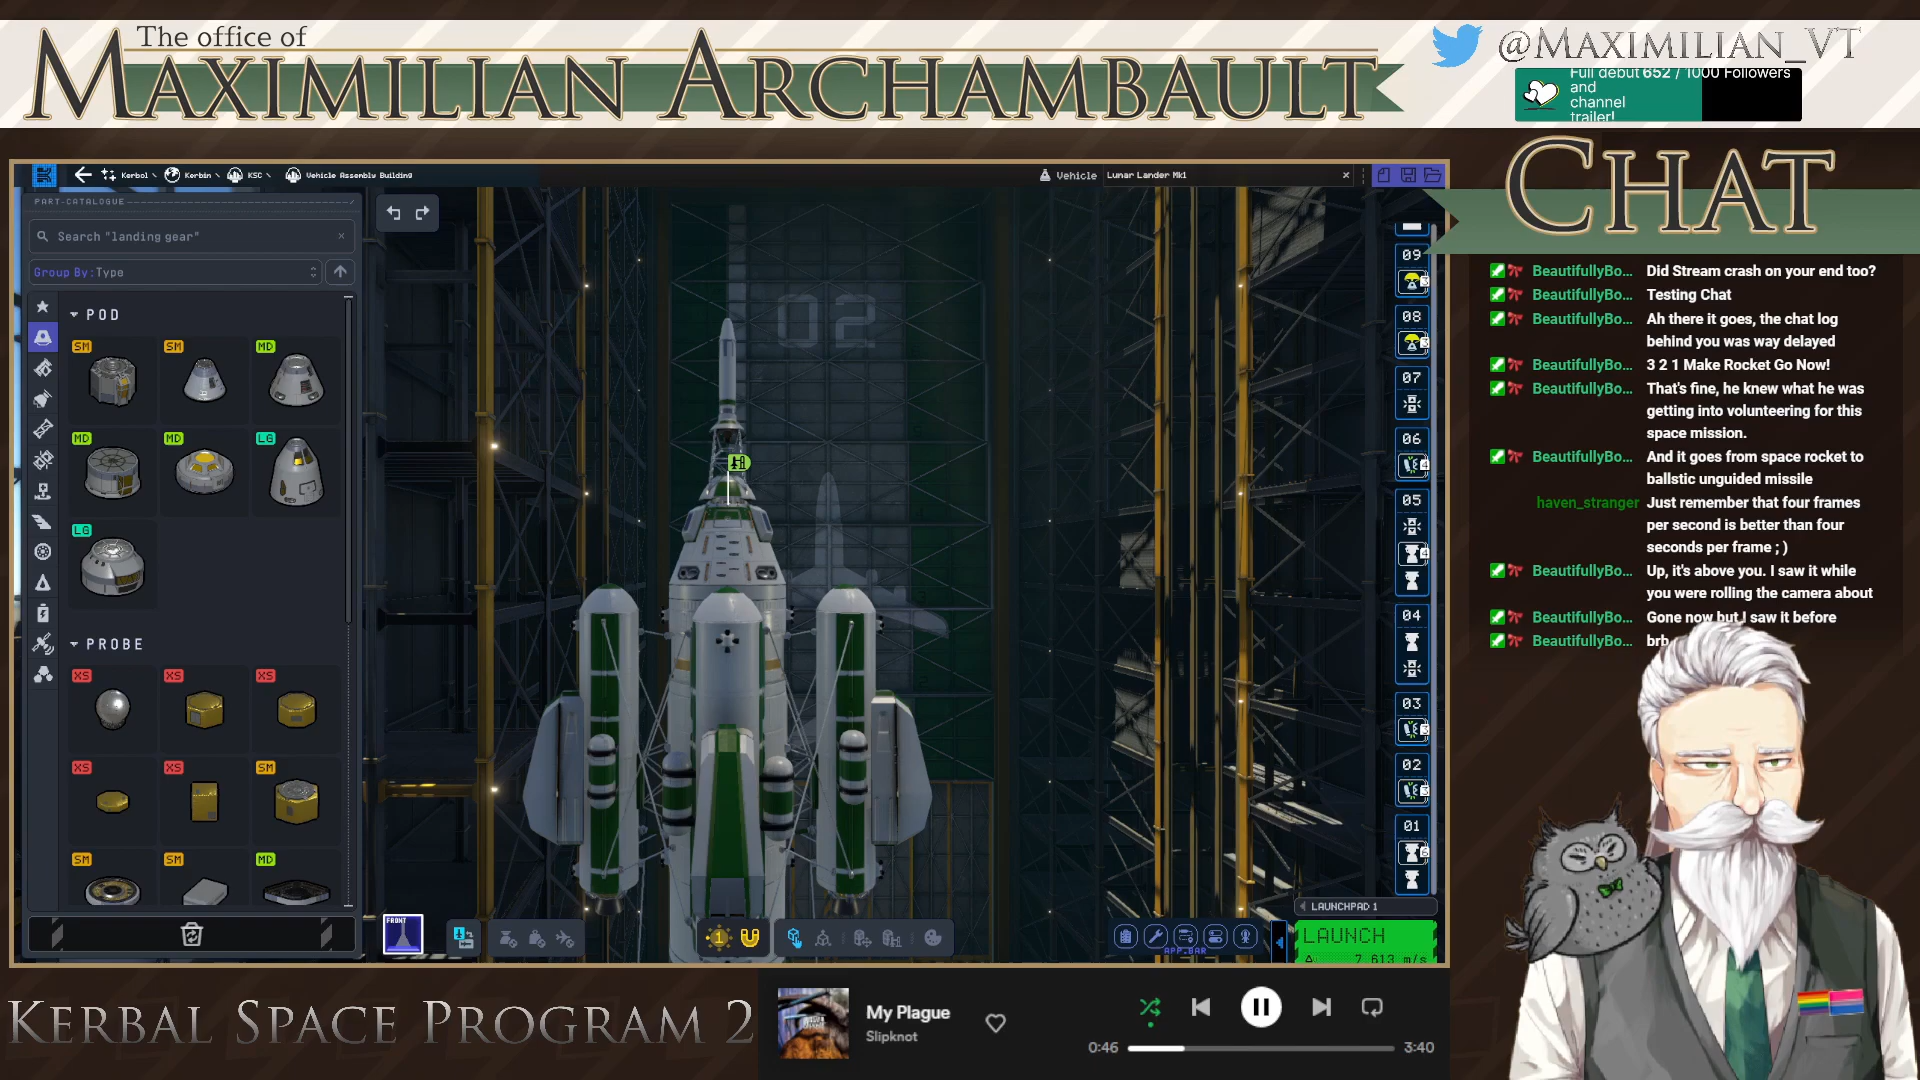 The office of
Maximilian Archambault
@Maximilian_VT
Full debut 652 / 1000 Followers
and
channel
trailer!
Chat
Kerbol
Kerbin
KSC
Vehicle Assembly Building
Vehicle
Lunar Lander Mk1
PART-CATALOGUE
Search "landing gear"
Group By: Type
POD
SM
SM
MD
MD
MD
LG
LG
PROBE
XS
XS
XS
XS
XS
SM
SM
SM
MD
02
09
08
07
06
05
04
03
02
01
LAUNCHPAD 1
LAUNCH
7 613 m/s
APP.BAR
FRONT
1
BeautifullyBo... Did Stream crash on your end too?
BeautifullyBo... Testing Chat
BeautifullyBo... Ah there it goes, the chat log
behind you was way delayed
BeautifullyBo... 3 2 1 Make Rocket Go Now!
BeautifullyBo... That's fine, he knew what he was
getting into volunteering for this
space mission.
BeautifullyBo... And it goes from space rocket to
ballstic unguided missile
haven_stranger Just remember that four frames
per second is better than four
seconds per frame ; )
BeautifullyBo... Up, it's above you. I saw it while
you were rolling the camera about
BeautifullyBo... Gone now but I saw it before
BeautifullyBo... brb
Kerbal Space Program 2
My Plague
Slipknot
0:46
3:40